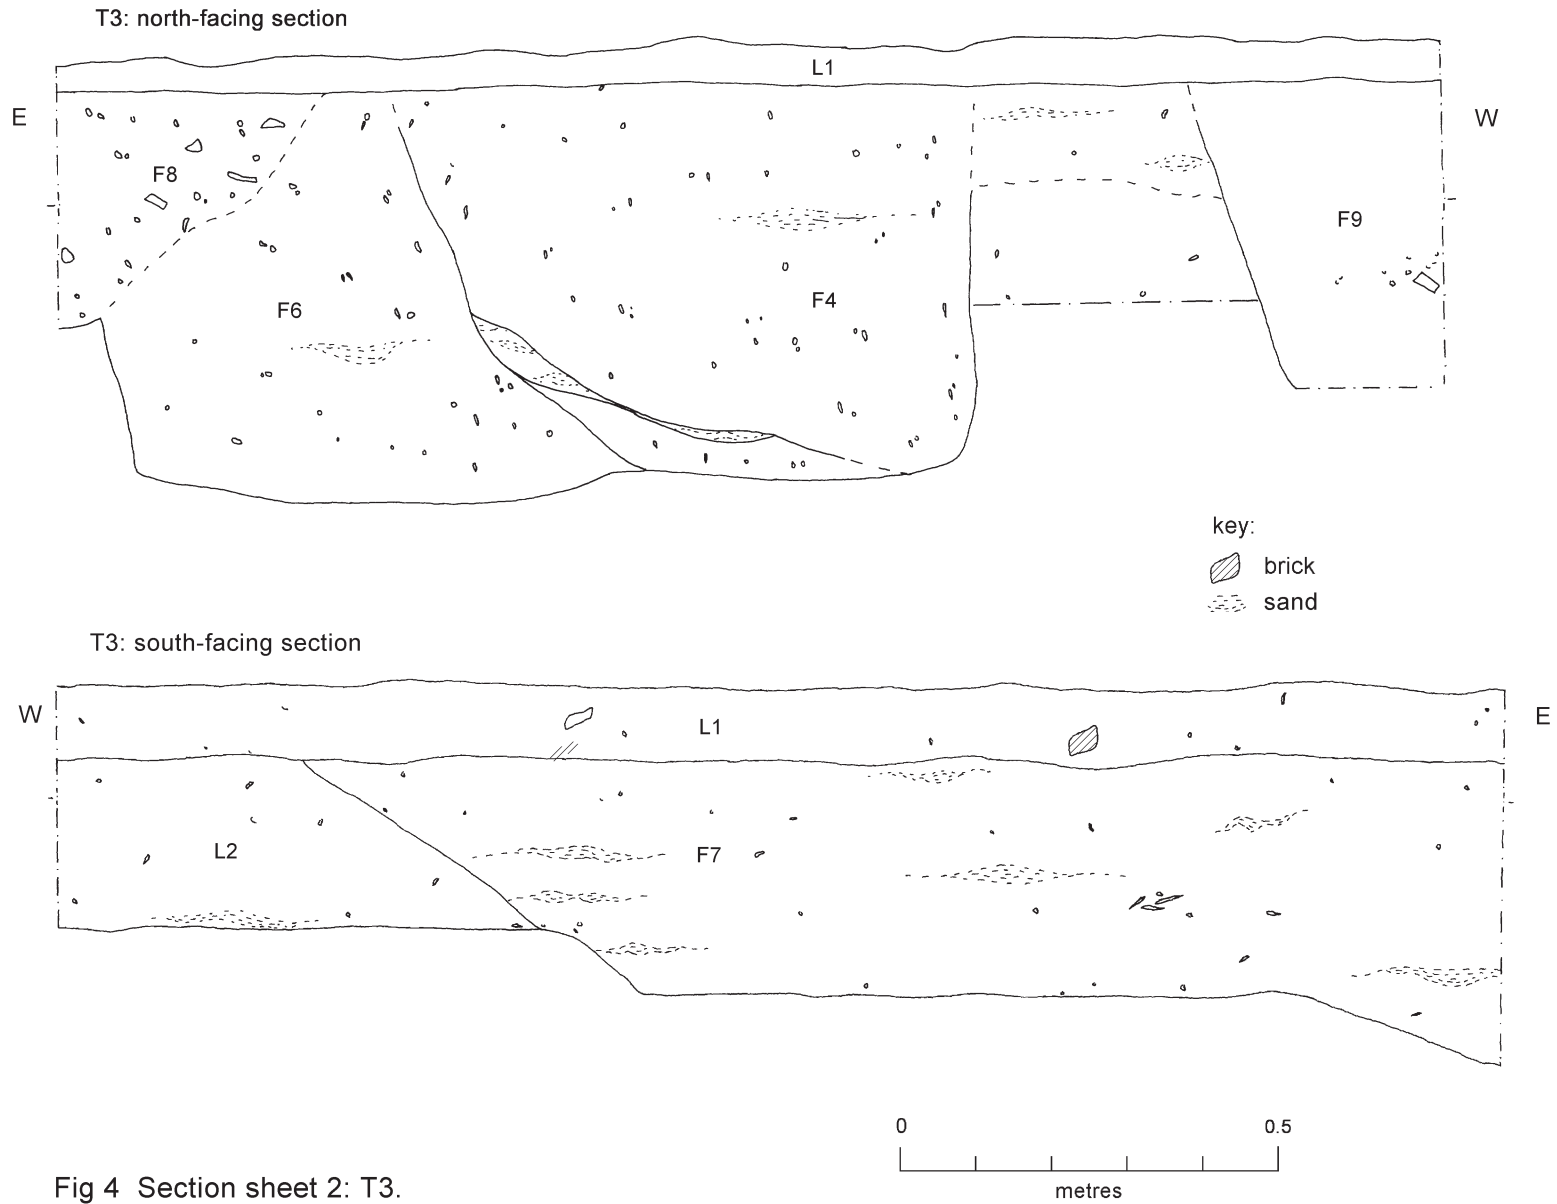 T3: north-facing section
L1
E
W
F8
F9
F6
F4
key:
brick
sand
T3: south-facing section
W
L1
E
L2
F7
0
0.5
metres
Fig 4 Section sheet 2: T3.